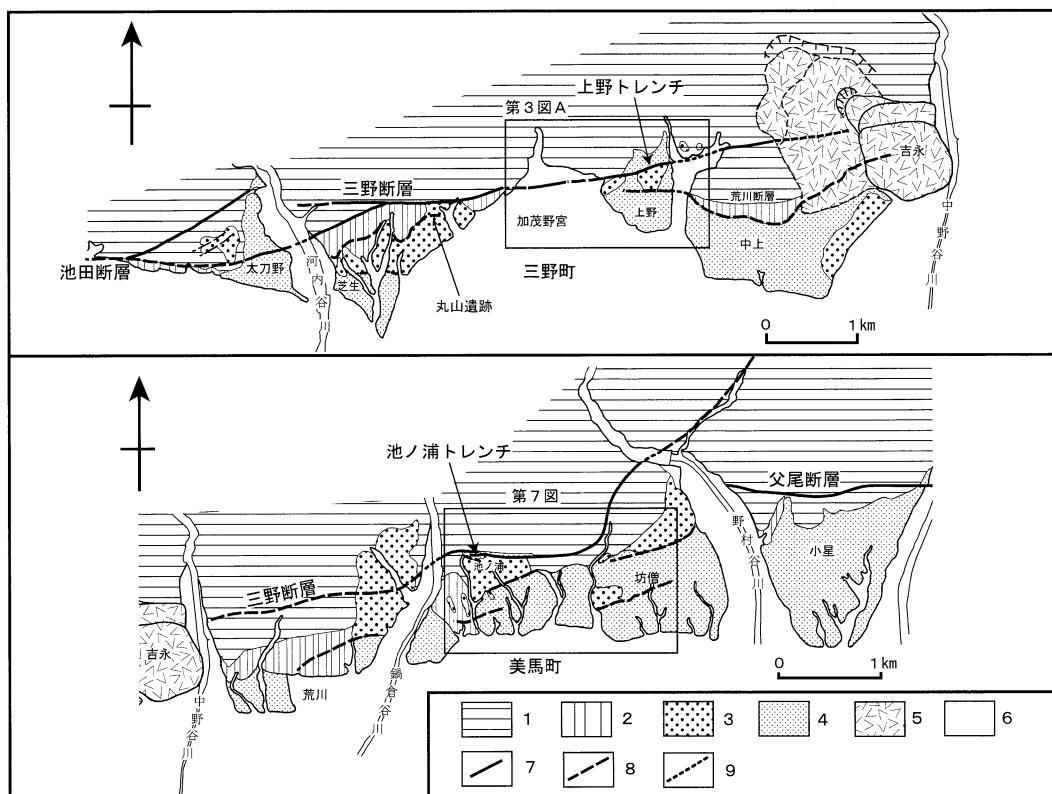 上野トレンチ
第3図A
吉永
三野断層
荒川断層
加茂野宮
上野
中上
中野谷川
池田断層
太刀野
河内谷川
芝生
丸山遺跡
三野町
0 1km
池ノ浦トレンチ
第7図
父尾断層
野村谷川
小星
池ノ浦
坊僧
三野断層
吉永
荒川
中野谷川
鍋倉谷川
美馬町
0 1km
1 2 3 4 5 6
7 8 9